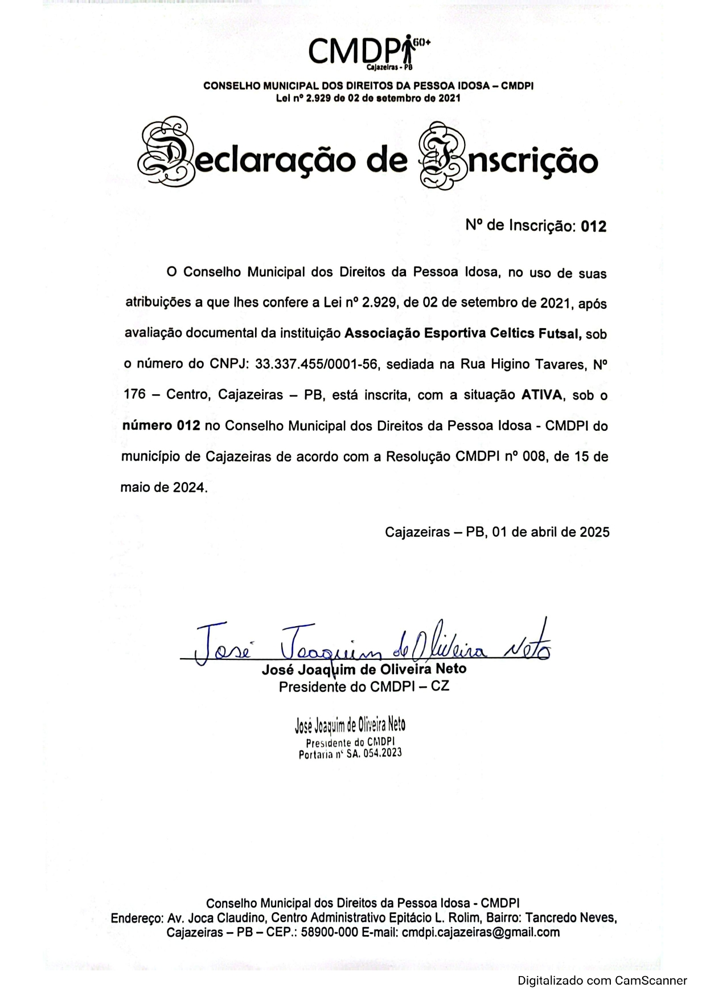 CMDPI 60+
Cajazeiras - PB
CONSELHO MUNICIPAL DOS DIREITOS DA PESSOA IDOSA – CMDPI
Lei nº 2.929 de 02 de setembro de 2021
Declaração de Inscrição
Nº de Inscrição: 012
O Conselho Municipal dos Direitos da Pessoa Idosa, no uso de suas
atribuições a que lhes confere a Lei nº 2.929, de 02 de setembro de 2021, após
avaliação documental da instituição Associação Esportiva Celtics Futsal, sob
o número do CNPJ: 33.337.455/0001-56, sediada na Rua Higino Tavares, Nº
176 – Centro, Cajazeiras – PB, está inscrita, com a situação ATIVA, sob o
número 012 no Conselho Municipal dos Direitos da Pessoa Idosa - CMDPI do
município de Cajazeiras de acordo com a Resolução CMDPI nº 008, de 15 de
maio de 2024.
Cajazeiras – PB, 01 de abril de 2025
José Joaquim de Oliveira Neto
José Joaquim de Oliveira Neto
Presidente do CMDPI – CZ
José Joaquim de Oliveira Neto
Presidente do CMDPI
Portaria nº SA. 054.2023
Conselho Municipal dos Direitos da Pessoa Idosa - CMDPI
Endereço: Av. Joca Claudino, Centro Administrativo Epitácio L. Rolim, Bairro: Tancredo Neves,
Cajazeiras – PB – CEP.: 58900-000 E-mail: cmdpi.cajazeiras@gmail.com
Digitalizado com CamScanner